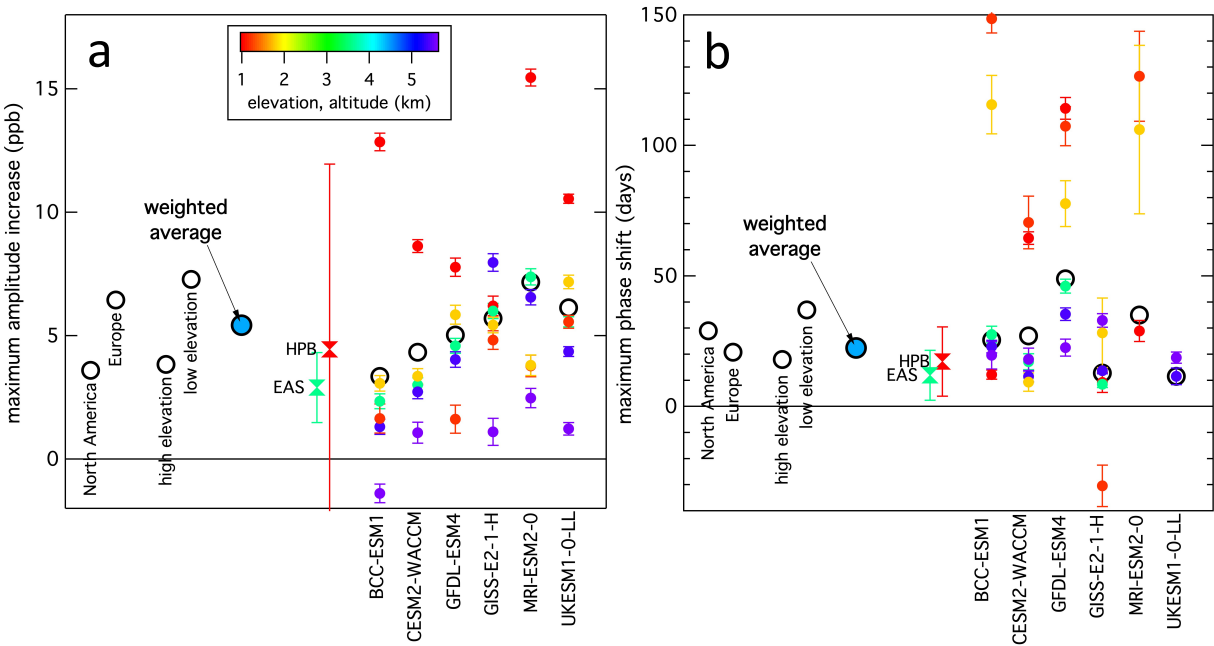 a
1 2 3 4 5
elevation, altitude (km)
maximum amplitude increase (ppb)
15
10
5
0
weighted
average
North America
Europe
high elevation
low elevation
HPB
EAS
BCC-ESM1
CESM2-WACCM
GFDL-ESM4
GISS-E2-1-H
MRI-ESM2-0
UKESM1-0-LL
b
maximum phase shift (days)
150
100
50
0
weighted
average
North America
Europe
high elevation
low elevation
HPB
EAS
BCC-ESM1
CESM2-WACCM
GFDL-ESM4
GISS-E2-1-H
MRI-ESM2-0
UKESM1-0-LL